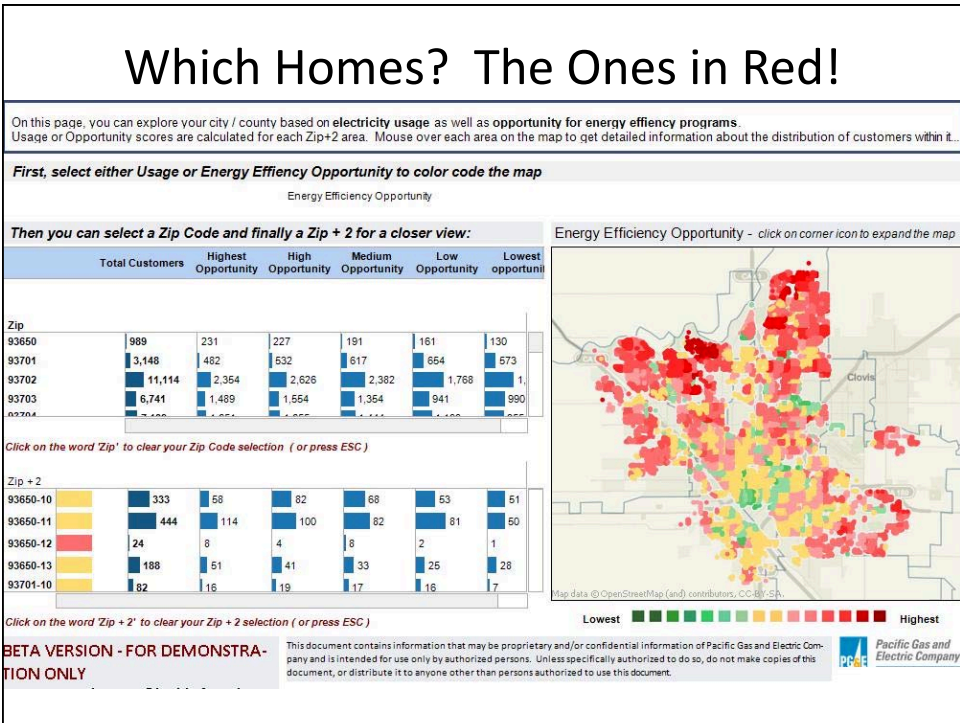 Which Homes? The Ones in Red!
On this page, you can explore your city / county based on electricity usage as well as opportunity for energy effiency programs.
Usage or Opportunity scores are calculated for each Zip+2 area. Mouse over each area on the map to get detailed information about the distribution of customers within it...
First, select either Usage or Energy Effiency Opportunity to color code the map
Energy Efficiency Opportunity
Then you can select a Zip Code and finally a Zip + 2 for a closer view:
Total Customers Highest Opportunity High Opportunity Medium Opportunity Low Opportunity Lowest opportunit
Zip
93650 989 231 227 191 161 130
93701 3,148 482 532 617 654 573
93702 11,114 2,354 2,626 2,382 1,768 1,
93703 6,741 1,489 1,554 1,354 941 990
Click on the word 'Zip' to clear your Zip Code selection ( or press ESC )
Zip + 2
93650-10 333 58 82 68 53 51
93650-11 444 114 100 82 81 50
93650-12 24 8 4 8 2 1
93650-13 188 51 41 33 25 28
93701-10 82 16 19 17 16 7
Click on the word 'Zip + 2' to clear your Zip + 2 selection ( or press ESC )
Energy Efficiency Opportunity - click on corner icon to expand the map
Clovis
Map data © OpenStreetMap (and) contributors, CC-BY-SA
Lowest Highest
BETA VERSION - FOR DEMONSTRA-
TION ONLY
This document contains information that may be proprietary and/or confidential information of Pacific Gas and Electric Com-
pany and is intended for use only by authorized persons. Unless specifically authorized to do so, do not make copies of this
document, or distribute it to anyone other than persons authorized to use this document.
PG&E
Pacific Gas and
Electric Company